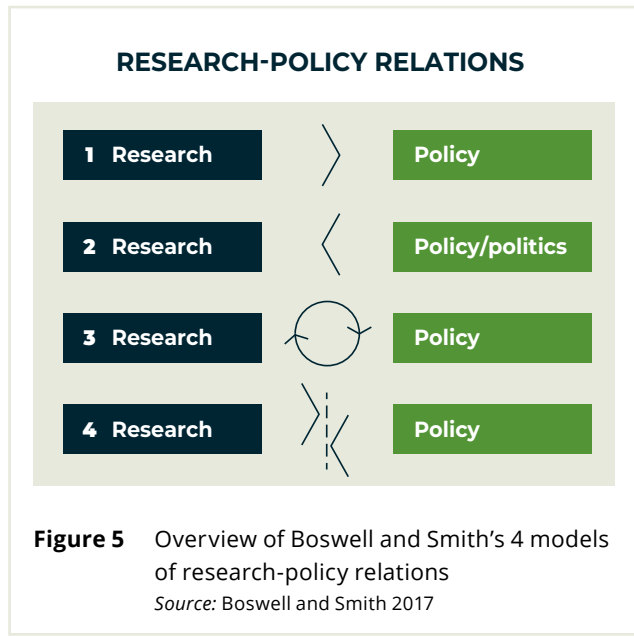 RESEARCH-POLICY RELATIONS
1 Research
Policy
2 Research
Policy/politics
3 Research
Policy
4 Research
Policy
Figure 5 Overview of Boswell and Smith’s 4 models
of research-policy relations
Source: Boswell and Smith 2017